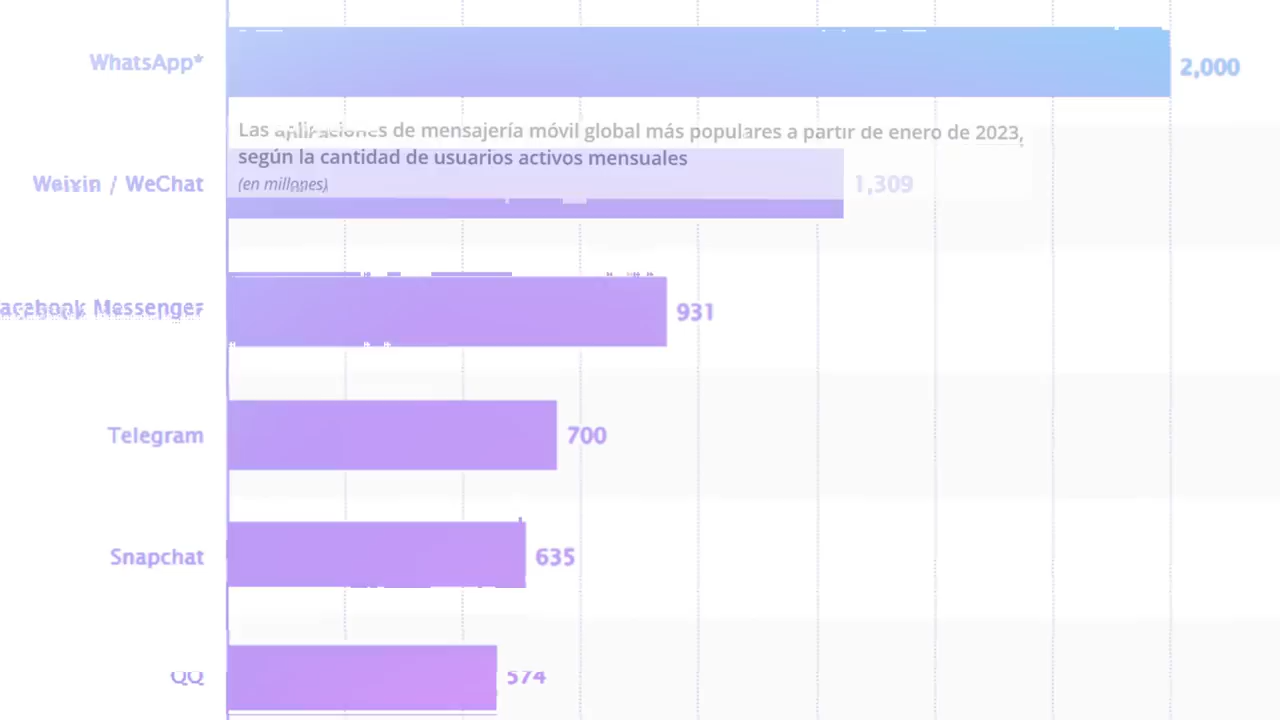 WhatsApp*
2,000
Las aplicaciones de mensajería móvil global más populares a partir de enero de 2023,
según la cantidad de usuarios activos mensuales
(en millones)
Weixin / WeChat
1,309
acebook Messenger
931
Telegram
700
Snapchat
635
QQ
574